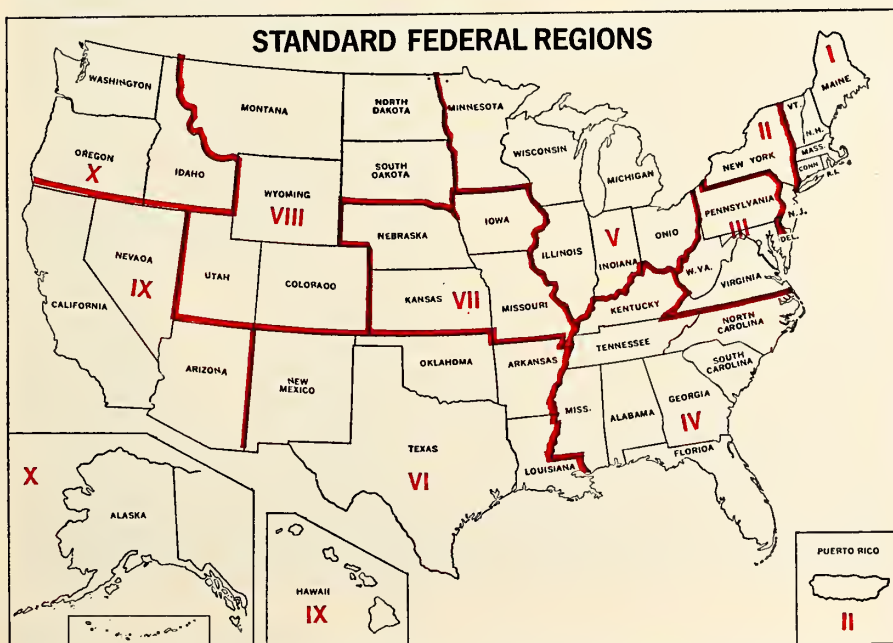 STANDARD FEDERAL REGIONS
I
MAINE
WASHINGTON
MONTANA
NORTH
DAKOTA
MINNESOTA
VT.
N.H.
II
MASS.
CONN
R.I.
NEW YORK
OREGON
X
IDAHO
SOUTH
DAKOTA
WISCONSIN
MICHIGAN
WYOMING
VIII
PENNSYLVANIA
III
N.J.
DEL.
IOWA
NEBRASKA
ILLINOIS
V
INDIANA
OHIO
NEVAOA
IX
UTAH
COLORADO
KANSAS
VII
MISSOURI
W.VA.
VIRGINIA
CALIFORNIA
KENTUCKY
NORTH
CAROLINA
TENNESSEE
SOUTH
CAROLINA
ARIZONA
NEW
MEXICO
OKLAHOMA
ARKANSAS
MISS.
ALABAMA
GEORGIA
IV
TEXAS
VI
LOUISIANA
FLORIDA
X
ALASKA
HAWAII
IX
PUERTO RICO
II